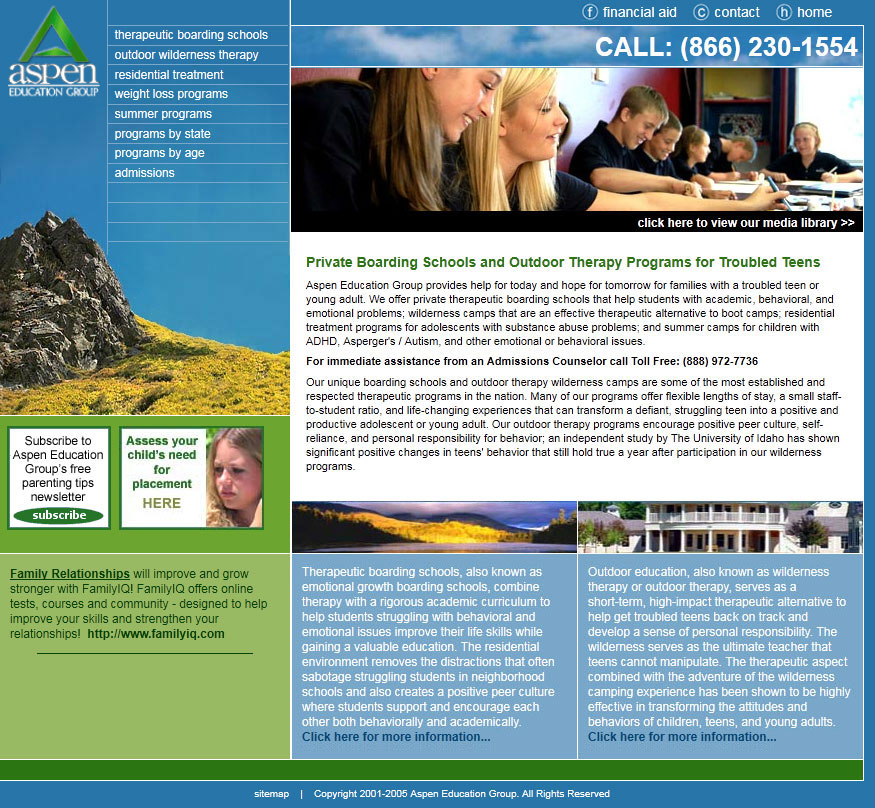 ⓕ financial aid ⓒ contact ⓗ home
aspen
EDUCATION GROUP
therapeutic boarding schools
outdoor wilderness therapy
residential treatment
weight loss programs
summer programs
programs by state
programs by age
admissions
CALL: (866) 230-1554
click here to view our media library >>
Private Boarding Schools and Outdoor Therapy Programs for Troubled Teens
Aspen Education Group provides help for today and hope for tomorrow for families with a troubled teen or
young adult. We offer private therapeutic boarding schools that help students with academic, behavioral, and
emotional problems; wilderness camps that are an effective therapeutic alternative to boot camps; residential
treatment programs for adolescents with substance abuse problems; and summer camps for children with
ADHD, Asperger's / Autism, and other emotional or behavioral issues.
For immediate assistance from an Admissions Counselor call Toll Free: (888) 972-7736
Our unique boarding schools and outdoor therapy wilderness camps are some of the most established and
respected therapeutic programs in the nation. Many of our programs offer flexible lengths of stay, a small staff-
to-student ratio, and life-changing experiences that can transform a defiant, struggling teen into a positive and
productive adolescent or young adult. Our outdoor therapy programs encourage positive peer culture, self-
reliance, and personal responsibility for behavior; an independent study by The University of Idaho has shown
significant positive changes in teens' behavior that still hold true a year after participation in our wilderness
programs.
Subscribe to
Aspen Education
Group's free
parenting tips
newsletter
subscribe
Assess your
child's need
for
placement
HERE
Family Relationships will improve and grow
stronger with FamilyIQ! FamilyIQ offers online
tests, courses and community - designed to help
improve your skills and strengthen your
relationships! http://www.familyiq.com
Therapeutic boarding schools, also known as
emotional growth boarding schools, combine
therapy with a rigorous academic curriculum to
help students struggling with behavioral and
emotional issues improve their life skills while
gaining a valuable education. The residential
environment removes the distractions that often
sabotage struggling students in neighborhood
schools and also creates a positive peer culture
where students support and encourage each
other both behaviorally and academically.
Click here for more information...
Outdoor education, also known as wilderness
therapy or outdoor therapy, serves as a
short-term, high-impact therapeutic alternative to
help get troubled teens back on track and
develop a sense of personal responsibility. The
wilderness serves as the ultimate teacher that
teens cannot manipulate. The therapeutic aspect
combined with the adventure of the wilderness
camping experience has been shown to be highly
effective in transforming the attitudes and
behaviors of children, teens, and young adults.
Click here for more information...
sitemap | Copyright 2001-2005 Aspen Education Group. All Rights Reserved